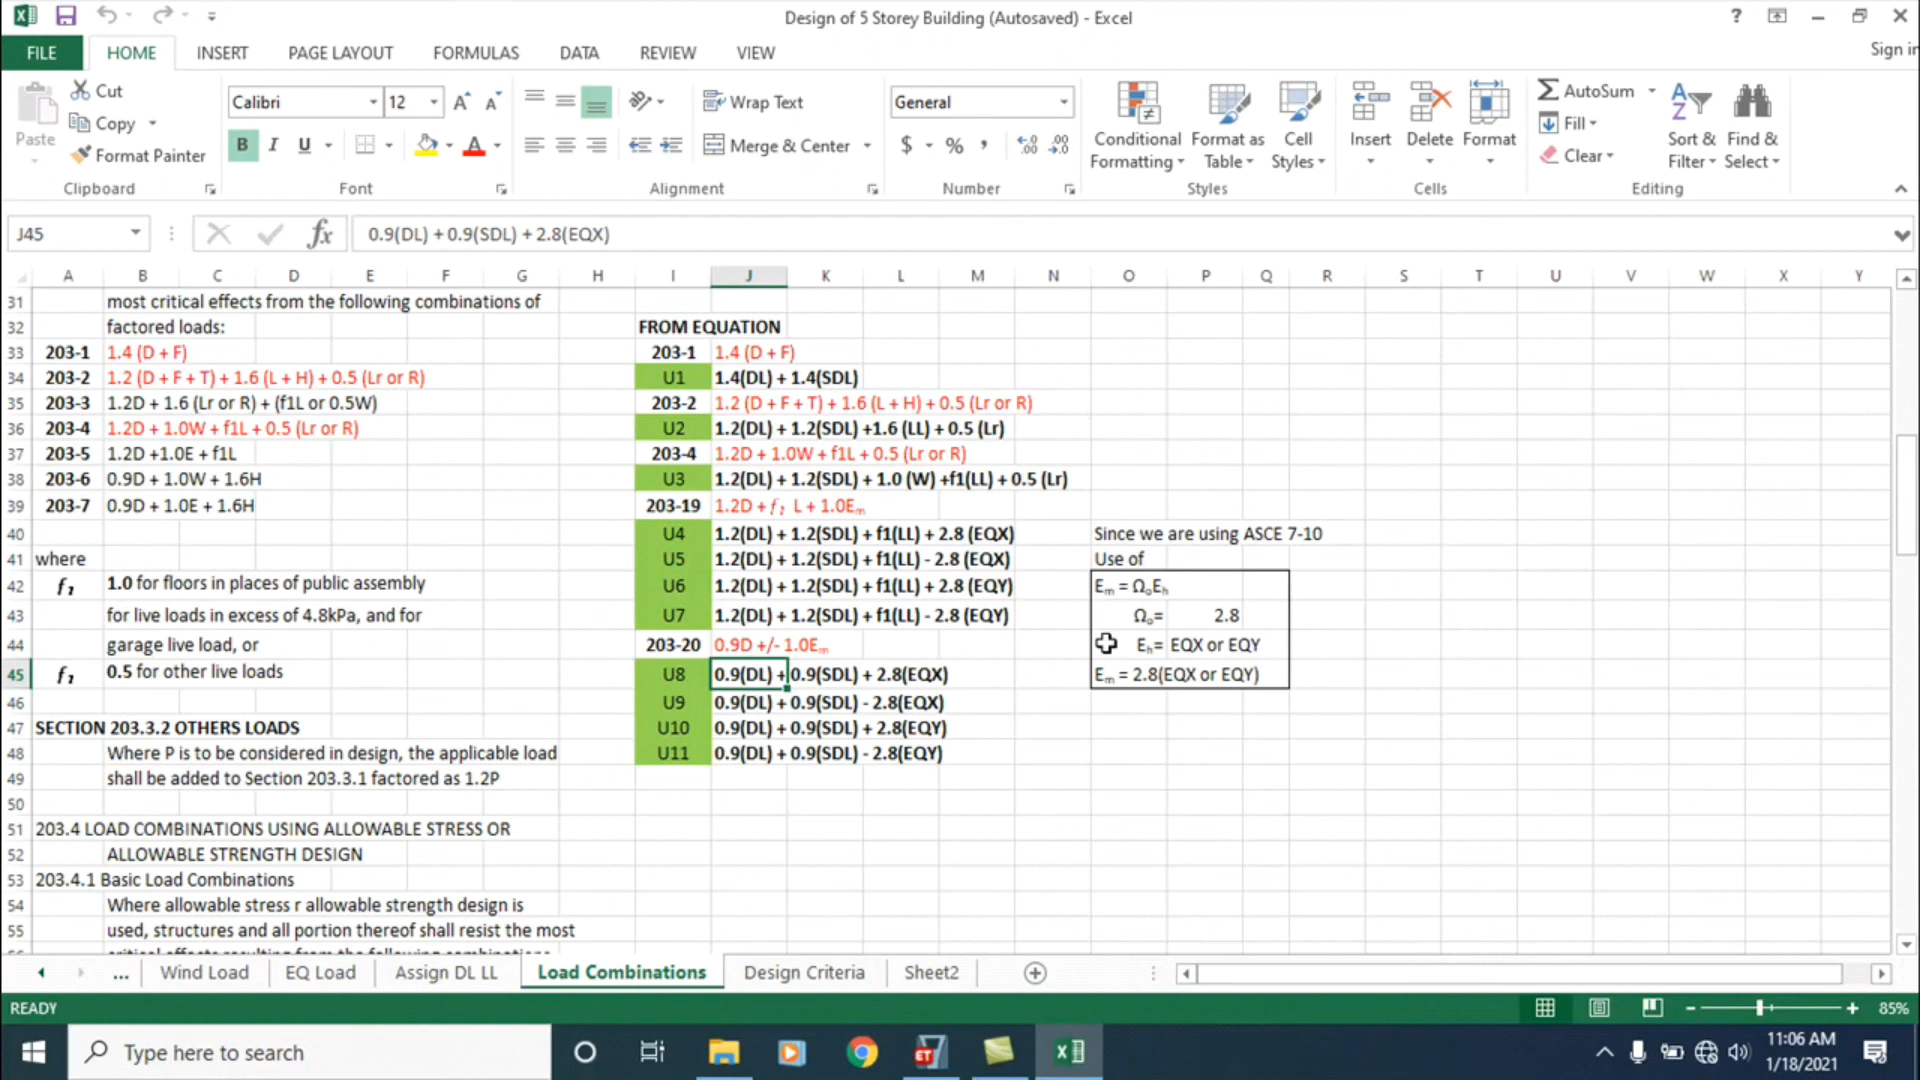 Design of 5 Storey Building (Autosaved) - Excel
?
FILE HOME INSERT PAGE LAYOUT FORMULAS DATA REVIEW VIEW
Sign in
Paste
Cut
Copy
Format Painter
Clipboard
Calibri 12
B I U
Font
Wrap Text
Merge & Center
Alignment
General
$ % ,
Number
Conditional Formatting
Format as Table
Cell Styles
Styles
Insert Delete Format
Cells
AutoSum
Fill
Clear
Sort & Filter
Find & Select
Editing
J45
fx
0.9(DL) + 0.9(SDL) + 2.8(EQX)
A B C D E F G H I J K L M N O P Q R S T U V W X Y
31 most critical effects from the following combinations of
32 factored loads: FROM EQUATION
33 203-1 1.4 (D + F) 203-1 1.4 (D + F)
34 203-2 1.2 (D + F + T) + 1.6 (L + H) + 0.5 (Lr or R) U1 1.4(DL) + 1.4(SDL)
35 203-3 1.2D + 1.6 (Lr or R) + (f1L or 0.5W) 203-2 1.2 (D + F + T) + 1.6 (L + H) + 0.5 (Lr or R)
36 203-4 1.2D + 1.0W + f1L + 0.5 (Lr or R) U2 1.2(DL) + 1.2(SDL) +1.6 (LL) + 0.5 (Lr)
37 203-5 1.2D +1.0E + f1L 203-4 1.2D + 1.0W + f1L + 0.5 (Lr or R)
38 203-6 0.9D + 1.0W + 1.6H U3 1.2(DL) + 1.2(SDL) + 1.0 (W) +f1(LL) + 0.5 (Lr)
39 203-7 0.9D + 1.0E + 1.6H 203-19 1.2D + f₁ L + 1.0Eₘ
40 U4 1.2(DL) + 1.2(SDL) + f1(LL) + 2.8 (EQX) Since we are using ASCE 7-10
41 where U5 1.2(DL) + 1.2(SDL) + f1(LL) - 2.8 (EQX) Use of
42 f₁ 1.0 for floors in places of public assembly U6 1.2(DL) + 1.2(SDL) + f1(LL) + 2.8 (EQY) Eₘ = ΩₒEₕ
43 for live loads in excess of 4.8kPa, and for U7 1.2(DL) + 1.2(SDL) + f1(LL) - 2.8 (EQY) Ωₒ= 2.8
44 garage live load, or 203-20 0.9D +/- 1.0Eₘ Eₕ= EQX or EQY
45 f₁ 0.5 for other live loads U8 0.9(DL) + 0.9(SDL) + 2.8(EQX) Eₘ = 2.8(EQX or EQY)
46 U9 0.9(DL) + 0.9(SDL) - 2.8(EQX)
47 SECTION 203.3.2 OTHERS LOADS U10 0.9(DL) + 0.9(SDL) + 2.8(EQY)
48 Where P is to be considered in design, the applicable load U11 0.9(DL) + 0.9(SDL) - 2.8(EQY)
49 shall be added to Section 203.3.1 factored as 1.2P
50
51 203.4 LOAD COMBINATIONS USING ALLOWABLE STRESS OR
52 ALLOWABLE STRENGTH DESIGN
53 203.4.1 Basic Load Combinations
54 Where allowable stress r allowable strength design is
55 used, structures and all portion thereof shall resist the most
... Wind Load EQ Load Assign DL LL Load Combinations Design Criteria Sheet2
READY
85%
Type here to search
ET
11:06 AM
1/18/2021